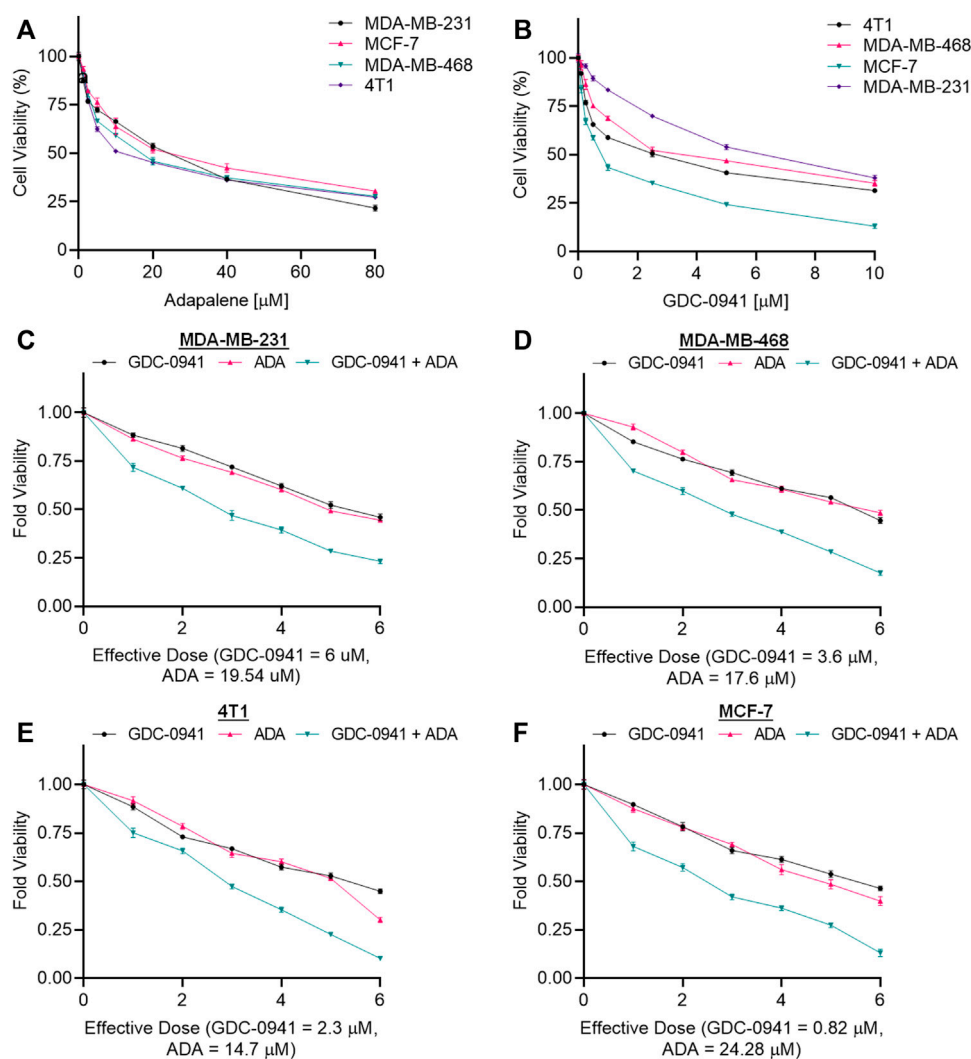 A
MDA-MB-231
MCF-7
MDA-MB-468
4T1
Cell Viability (%)
100
75
50
25
0
0 20 40 60 80
Adapalene [μM]
B
4T1
MDA-MB-468
MCF-7
MDA-MB-231
Cell Viability (%)
100
75
50
25
0
0 2 4 6 8 10
GDC-0941 [μM]
C
MDA-MB-231
GDC-0941 ADA GDC-0941 + ADA
Fold Viability
1.00
0.75
0.50
0.25
0.00
0 2 4 6
Effective Dose (GDC-0941 = 6 uM,
ADA = 19.54 uM)
D
MDA-MB-468
GDC-0941 ADA GDC-0941 + ADA
Fold Viability
1.00
0.75
0.50
0.25
0.00
0 2 4 6
Effective Dose (GDC-0941 = 3.6 μM,
ADA = 17.6 μM)
E
4T1
GDC-0941 ADA GDC-0941 + ADA
Fold Viability
1.00
0.75
0.50
0.25
0.00
0 2 4 6
Effective Dose (GDC-0941 = 2.3 μM,
ADA = 14.7 μM)
F
MCF-7
GDC-0941 ADA GDC-0941 + ADA
Fold Viability
1.00
0.75
0.50
0.25
0.00
0 2 4 6
Effective Dose (GDC-0941 = 0.82 μM,
ADA = 24.28 μM)